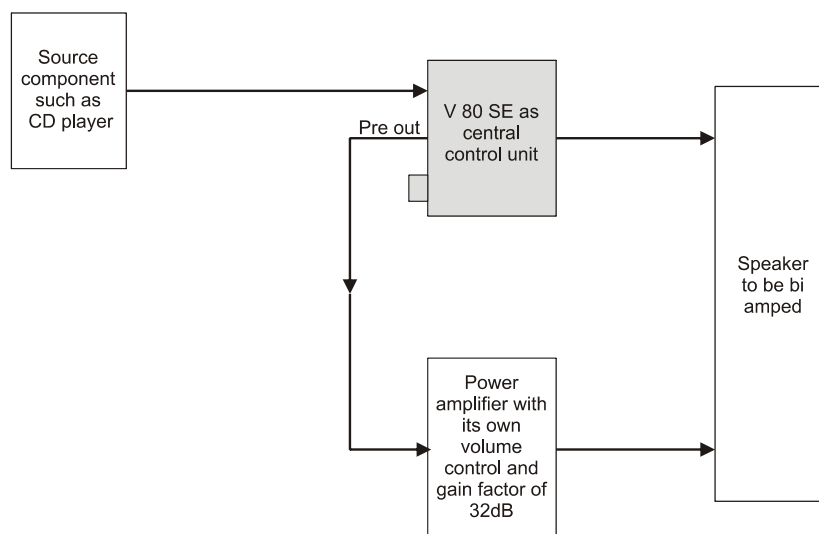 Source
component
such as
CD player
V 80 SE as
central
control unit
Pre out
Speaker
to be bi
amped
Power
amplifier with
its own
volume
control and
gain factor of
32dB